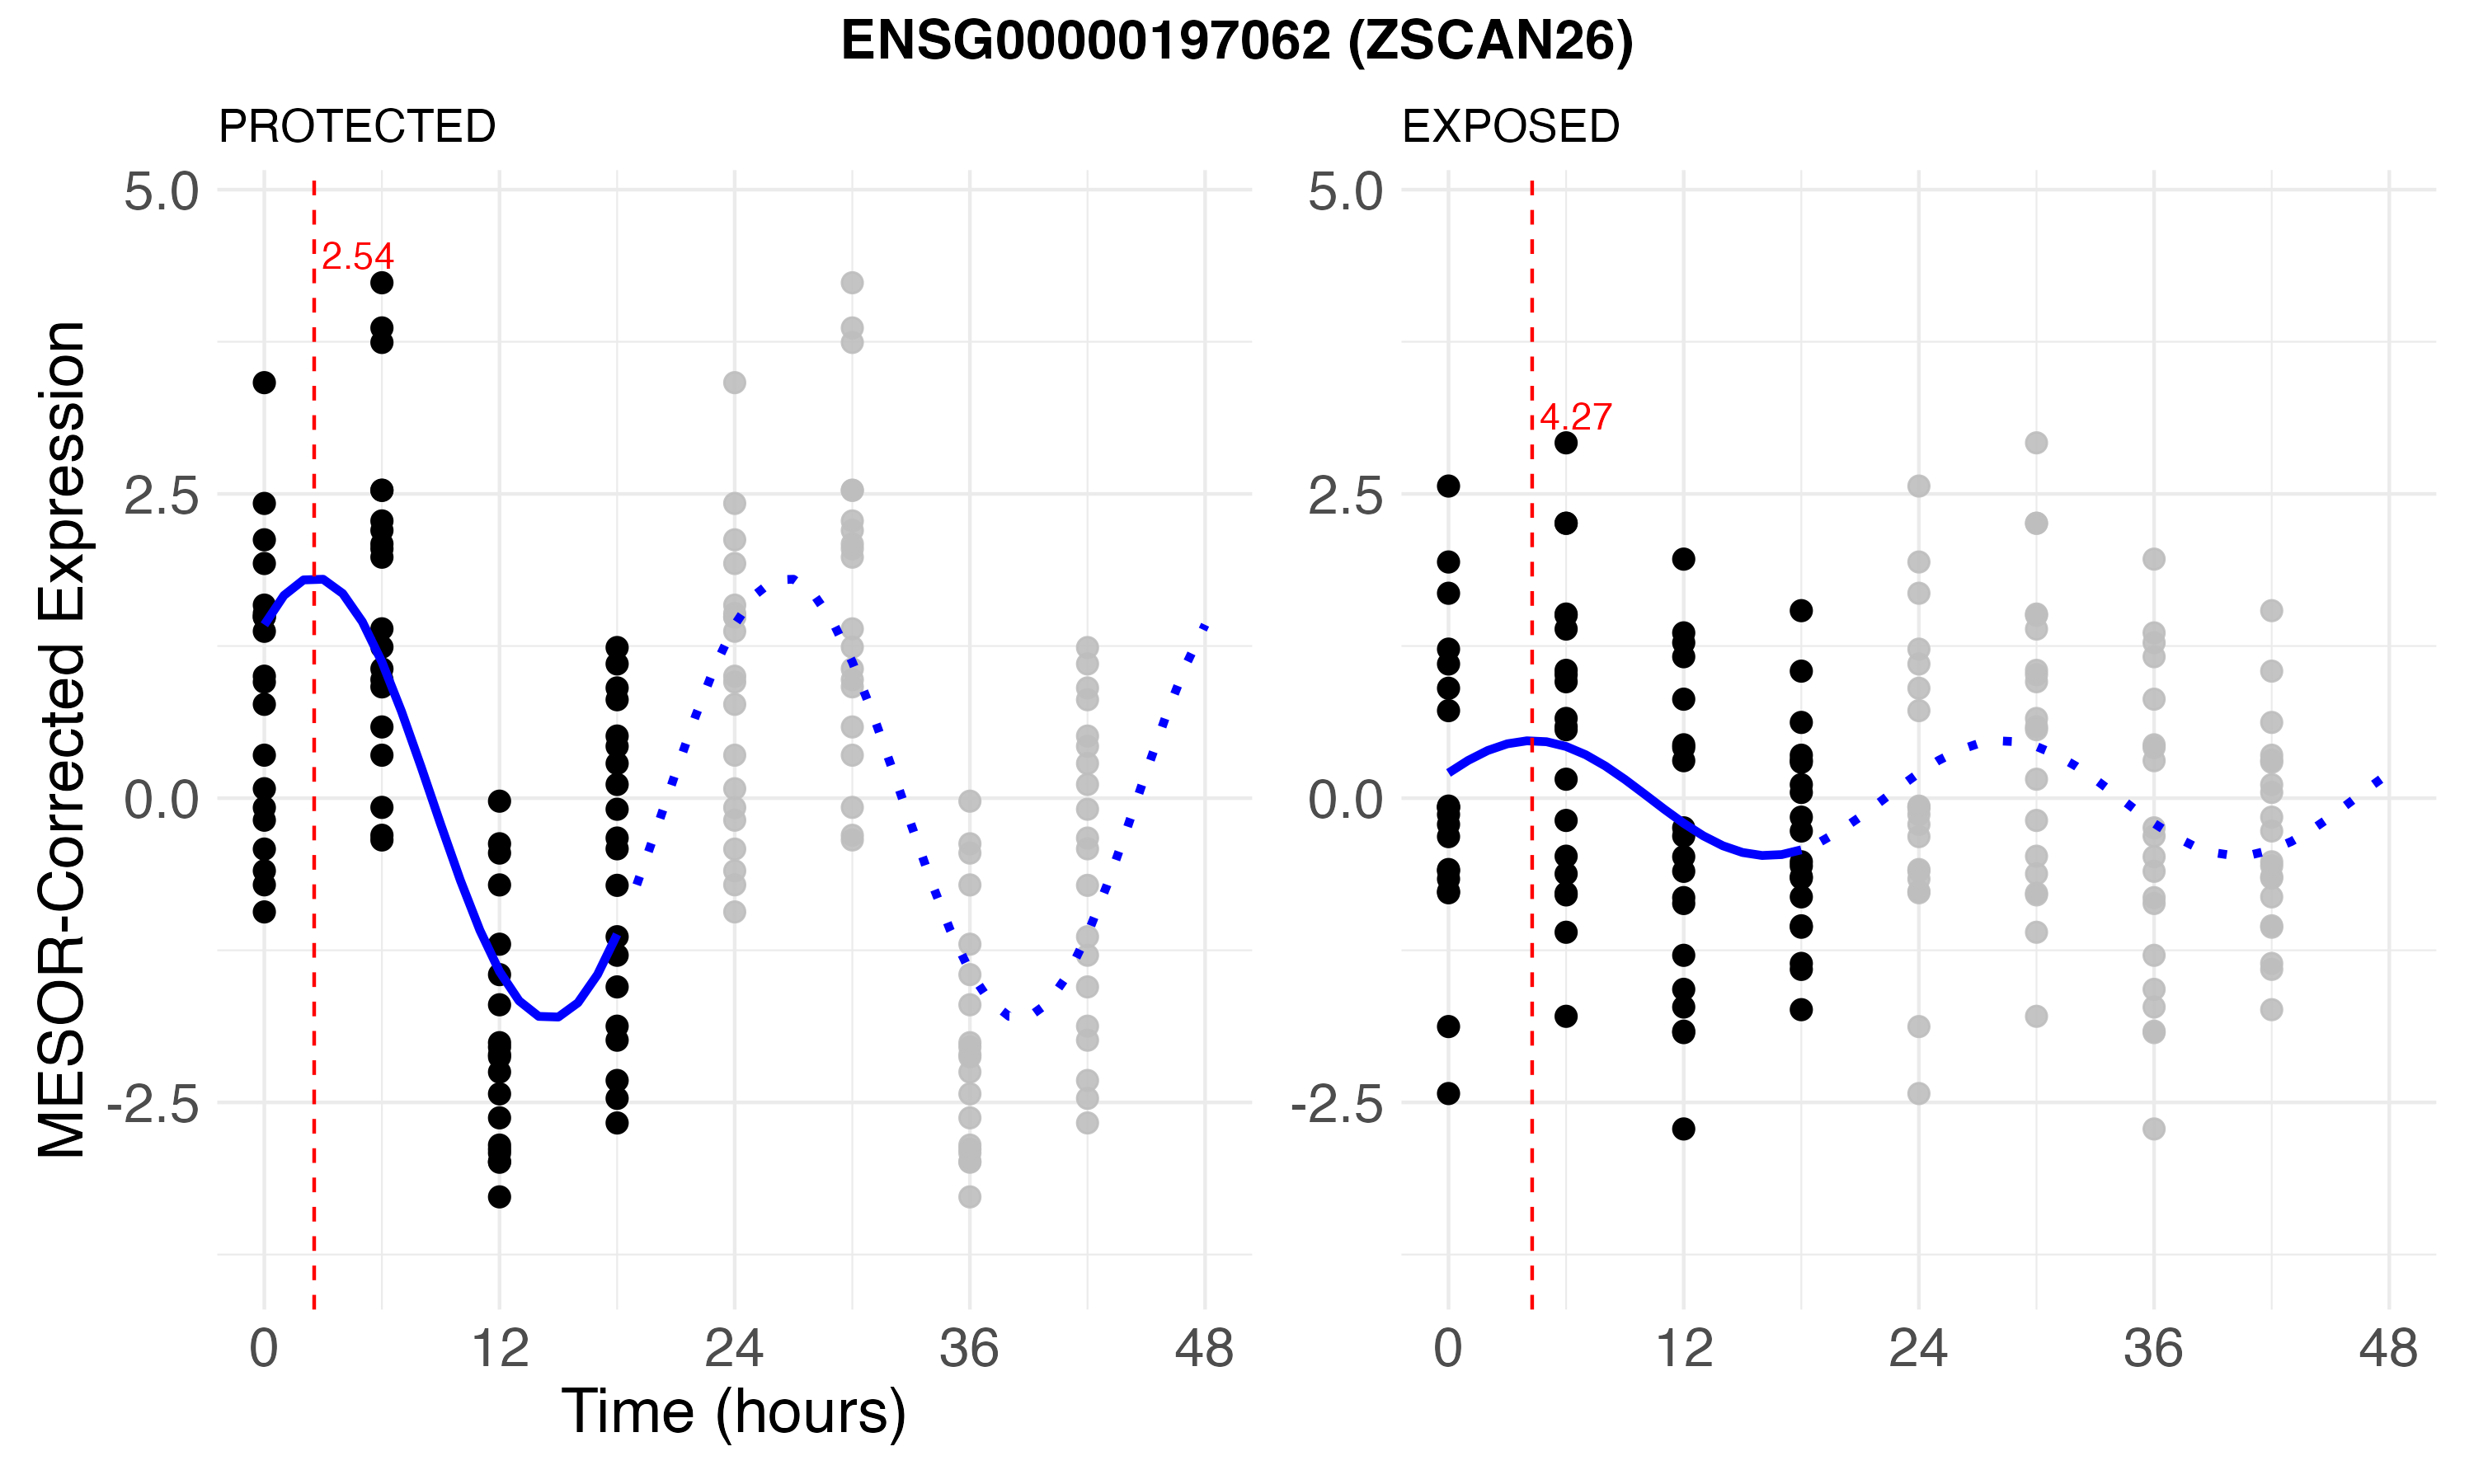 ENSG00000197062 (ZSCAN26)
PROTECTED
EXPOSED
MESOR-Corrected Expression
5.0
2.5
0.0
-2.5
2.54
0 12 24 36 48
5.0
2.5
0.0
-2.5
4.27
0 12 24 36 48
Time (hours)